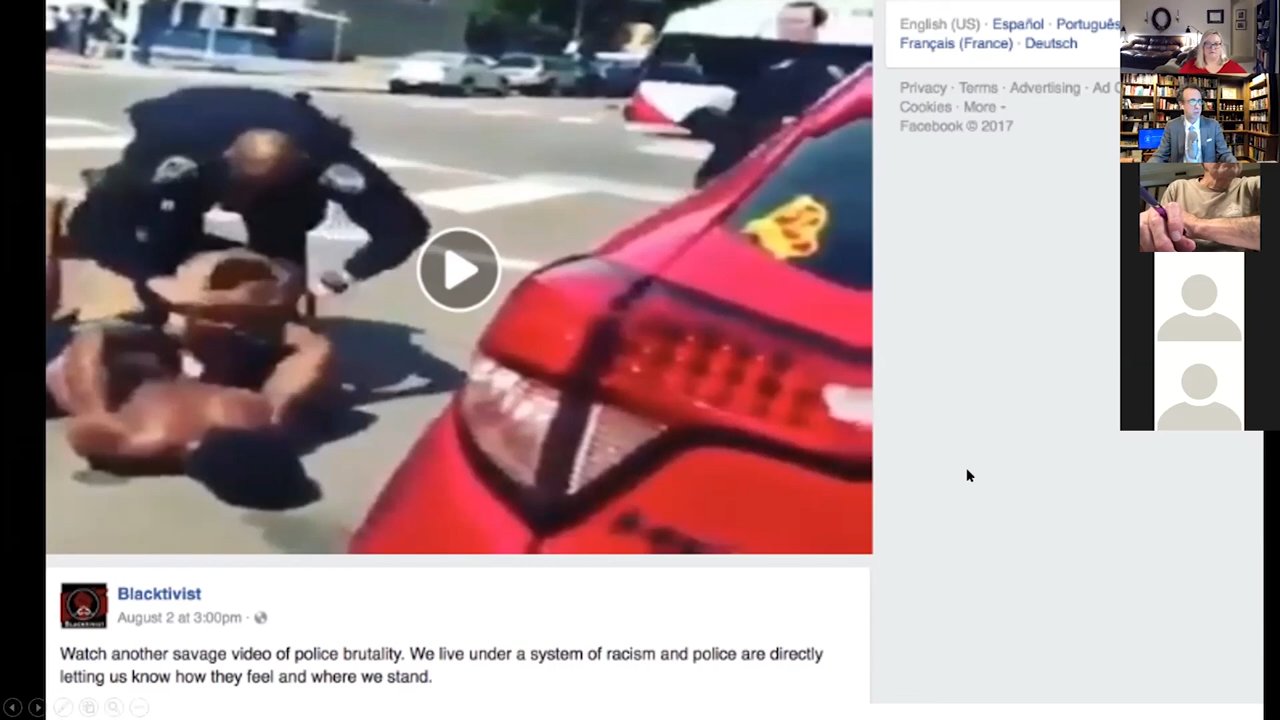 English (US) · Español · Português
Français (France) · Deutsch
Privacy · Terms · Advertising · Ad
Cookies · More
Facebook © 2017
Blacktivist
August 2 at 3:00pm ·
Watch another savage video of police brutality. We live under a system of racism and police are directly
letting us know how they feel and where we stand.
BLACKTIVIST